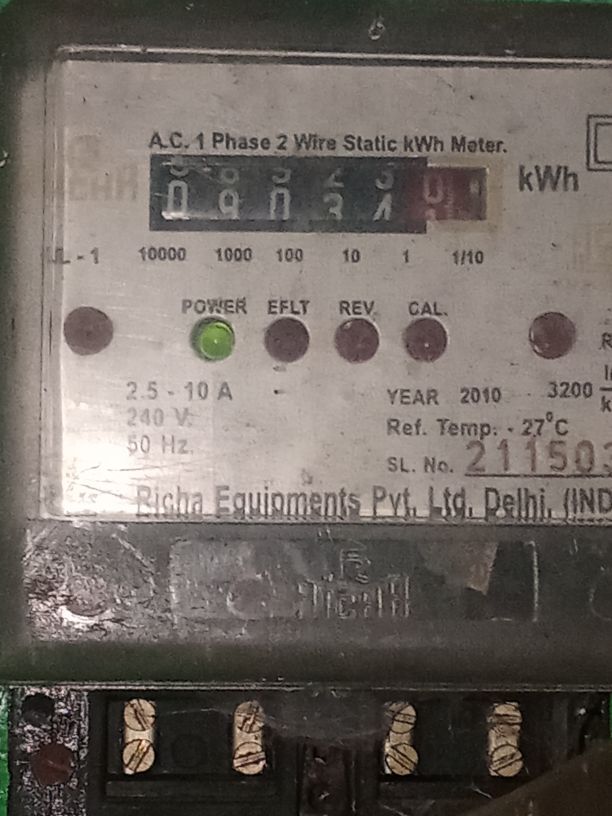 A.C. 1 Phase 2 Wire Static kWh Meter.
kWh
10000 1000 100 10 1 1/10
POWER EFLT REV. CAL.
2.5 - 10 A
240 V.
50 Hz.
YEAR 2010 3200
Ref. Temp. - 27°C
SL. No. 211503
Richa Equipments Pvt. Ltd. Delhi. (IND